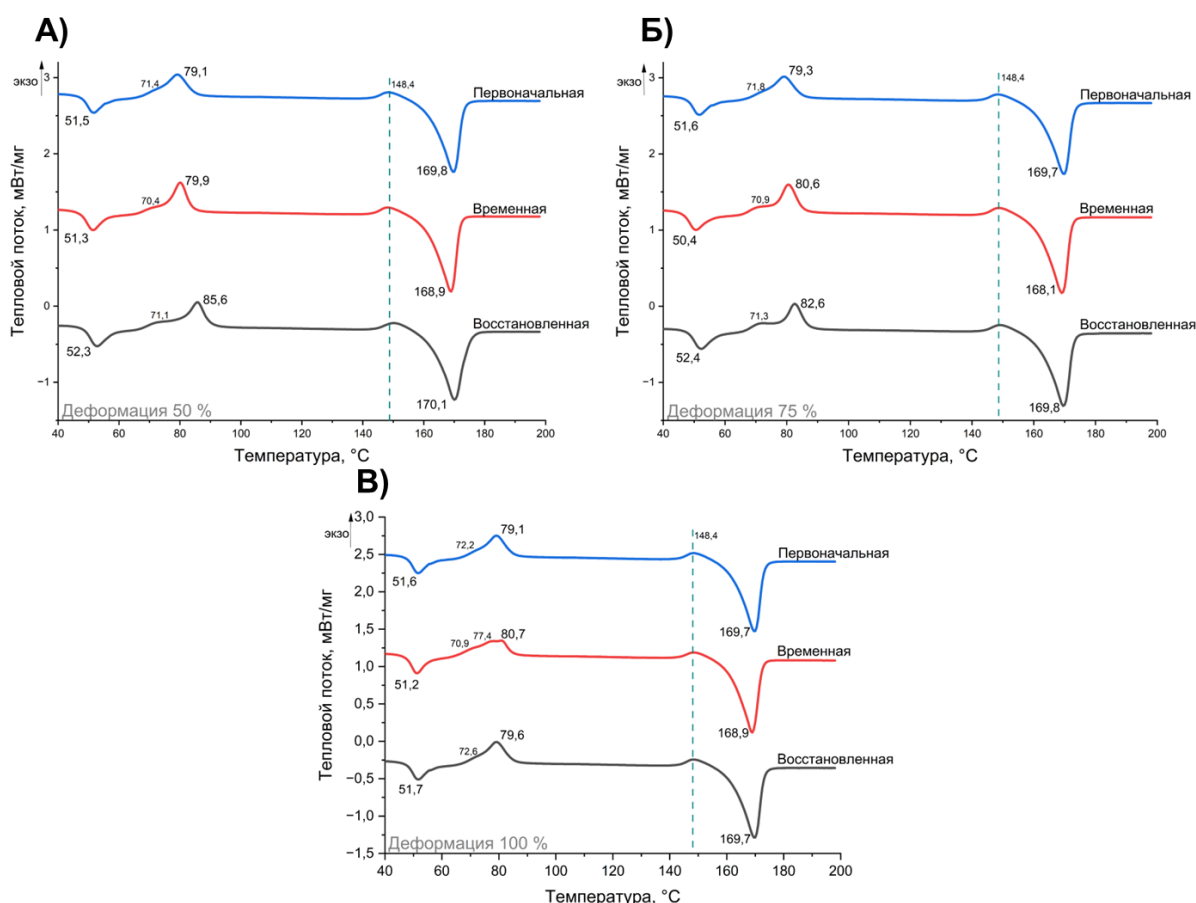 А)
экзо
Тепловой поток, мВт/мг
3
2
1
0
−1
71,4
79,1
148,4
Первоначальная
51,5
169,8
70,4
79,9
Временная
51,3
168,9
71,1
85,6
Восстановленная
52,3
170,1
Деформация 50 %
40 60 80 100 120 140 160 180 200
Температура, °C
Б)
экзо
Тепловой поток, мВт/мг
3
2
1
0
−1
71,8
79,3
148,4
Первоначальная
51,6
169,7
70,9
80,6
Временная
50,4
168,1
71,3
82,6
Восстановленная
52,4
169,8
Деформация 75 %
40 60 80 100 120 140 160 180 200
Температура, °C
В)
экзо
Тепловой поток, мВт/мг
3,0
2,5
2,0
1,5
1,0
0,5
0,0
−0,5
−1,0
−1,5
72,2
79,1
148,4
Первоначальная
51,6
169,7
70,9
77,4
80,7
Временная
51,2
168,9
72,6
79,6
Восстановленная
51,7
169,7
Деформация 100 %
40 60 80 100 120 140 160 180 200
Температура, °C